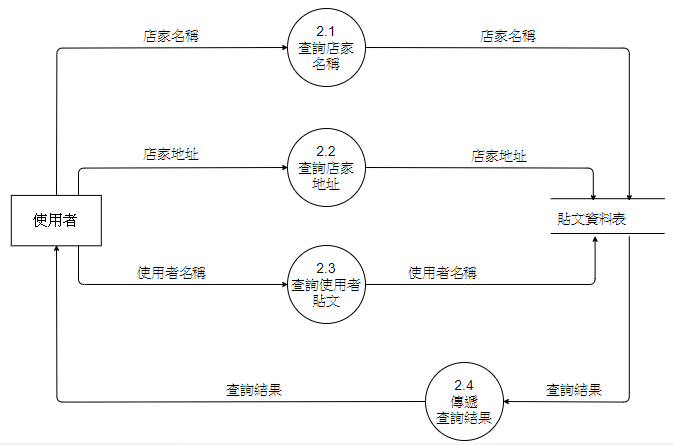 2.1
店家名稱
查詢店家
店家名稱
名稱
2.2
店家地址
查詢店家
店家地址
地址
使用者
貼文資料表
2.3
使用者名稱
查詢使用者
使用者名稱
貼文
2.4
查詢結果
傳遞
查詢結果
查詢結果